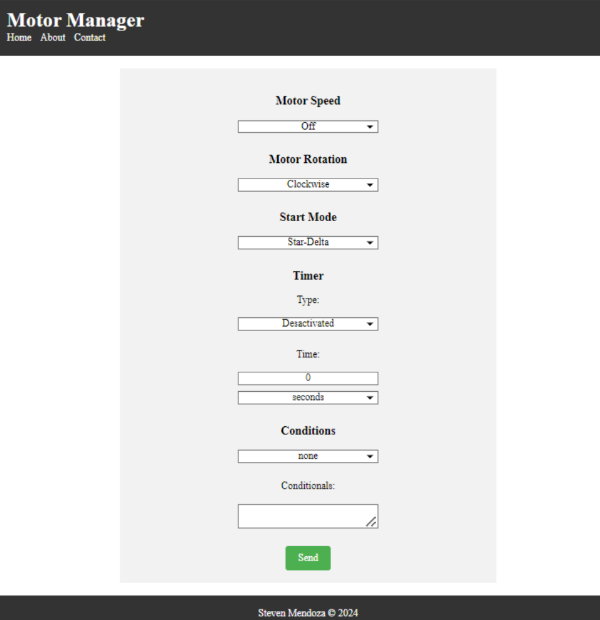 Motor Manager
Home About Contact
Motor Speed
Off
Motor Rotation
Clockwise
Start Mode
Star-Delta
Timer
Type:
Desactivated
Time:
0
seconds
Conditions
none
Conditionals:
Send
Steven Mendoza © 2024